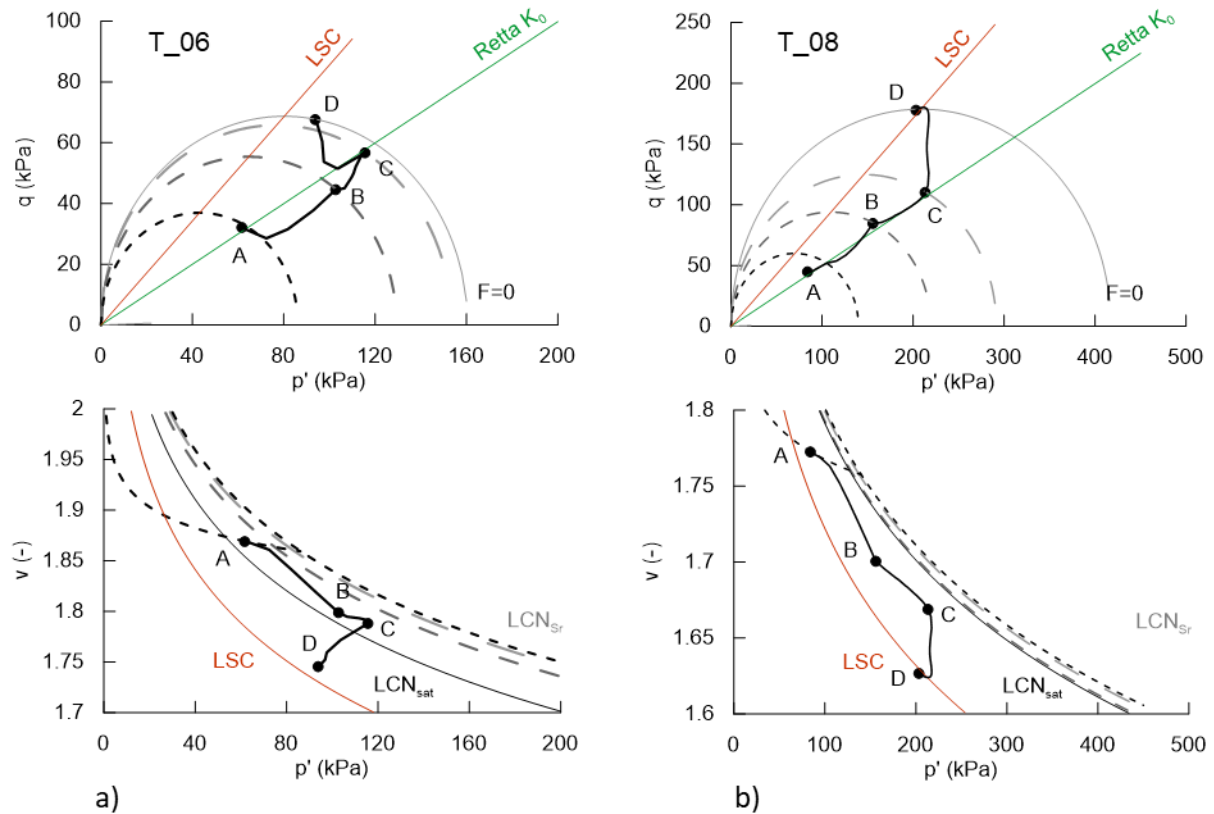 T_06
LSC
Retta K₀
100
80
60
40
20
0
q (kPa)
D
C
B
A
F=0
0
40
80
120
160
200
p' (kPa)
T_08
LSC
Retta K₀
250
200
150
100
50
0
q (kPa)
D
B
C
A
F=0
0
100
200
300
400
500
p' (kPa)
2
1.95
1.9
1.85
1.8
1.75
1.7
v (-)
A
B
C
D
LSC
LCN_Sr
LCN_sat
0
40
80
120
160
200
p' (kPa)
a)
1.8
1.75
1.7
1.65
1.6
v (-)
A
B
C
D
LSC
LCN_Sr
LCN_sat
0
100
200
300
400
500
p' (kPa)
b)